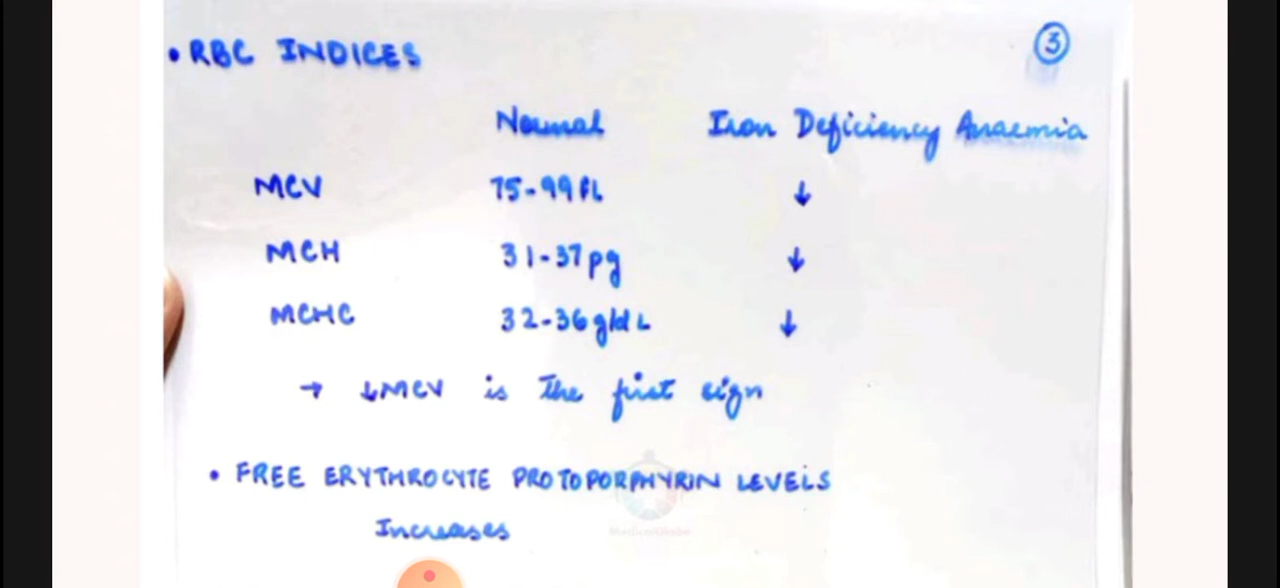 ③
• RBC INDICES
Normal Iron Deficiency Anaemia
MCV 75-99 fL ↓
MCH 31-37 pg ↓
MCHC 32-36 g/dL ↓
→ ↓MCV is the first sign
• FREE ERYTHROCYTE PROTOPORPHYRIN LEVELS
Increases